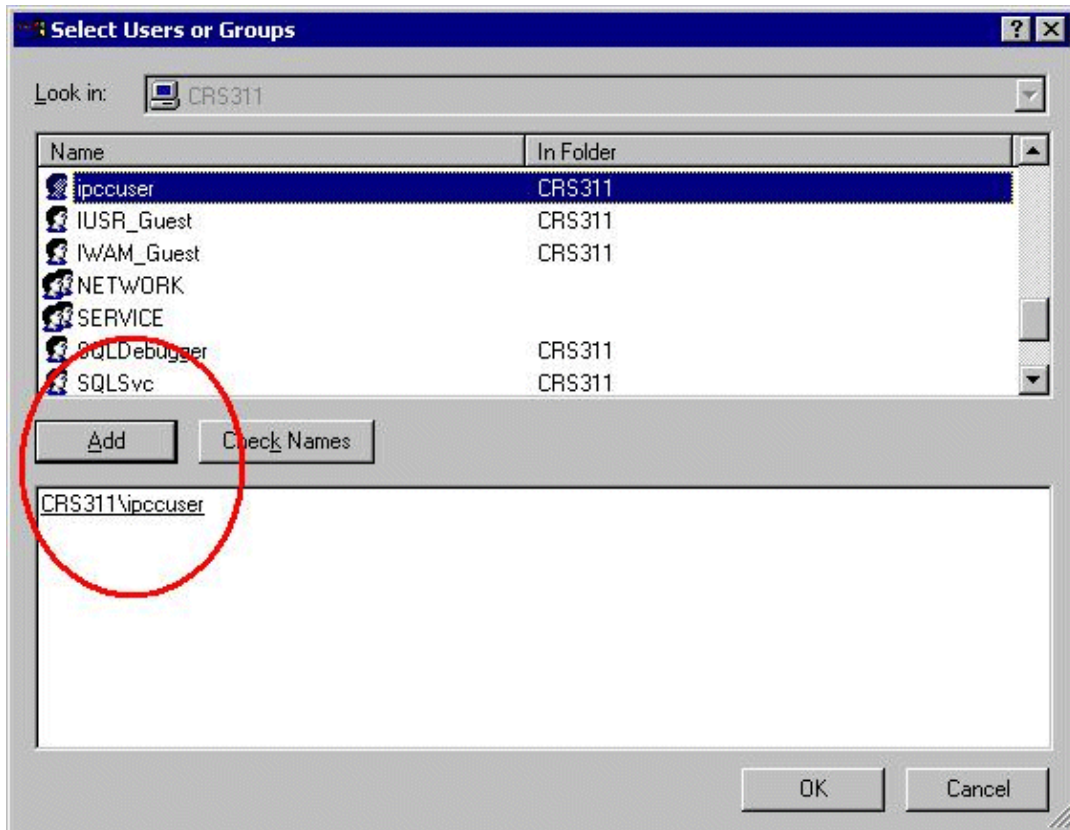 Select Users or Groups
Look in: CRS311
Name In Folder
ipccuser CRS311
IUSR_Guest CRS311
IWAM_Guest CRS311
NETWORK
SERVICE
SQLDebugger CRS311
SQLSvc CRS311
Add Check Names
CRS311\ipccuser
OK Cancel